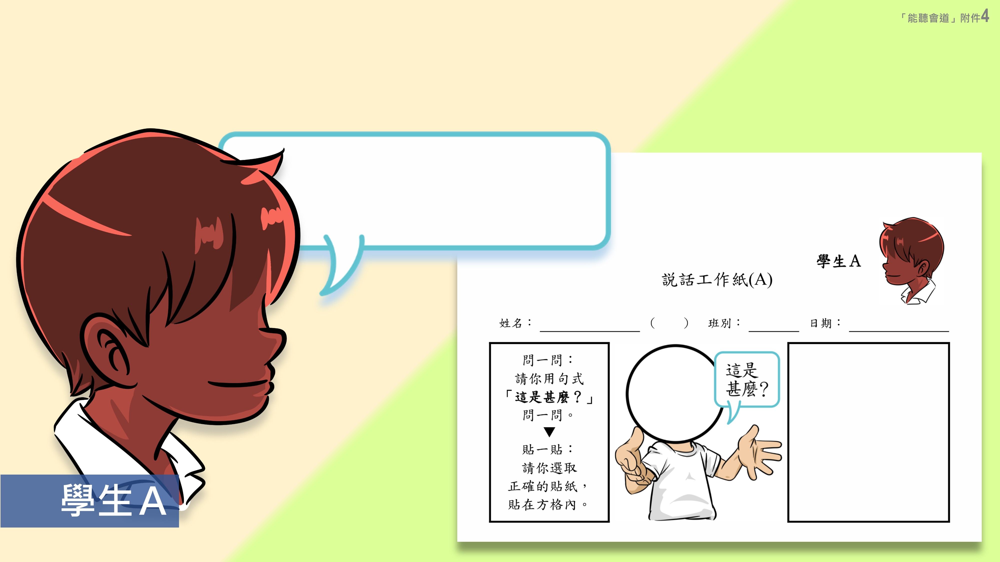 「能聽會道」附件4
學生A
説話工作紙(A)
姓名： （ ） 班別： 日期：
問一問：
請你用句式
「這是甚麼？」
問一問。
▼
貼一貼：
請你選取
正確的貼紙，
貼在方格內。
這是
甚麼?
學生A